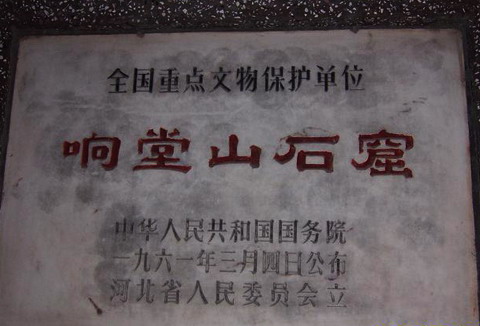 全国重点文物保护单位
响堂山石窟
中华人民共和国国务院
一九六一年三月四日公布
河北省人民委员会立